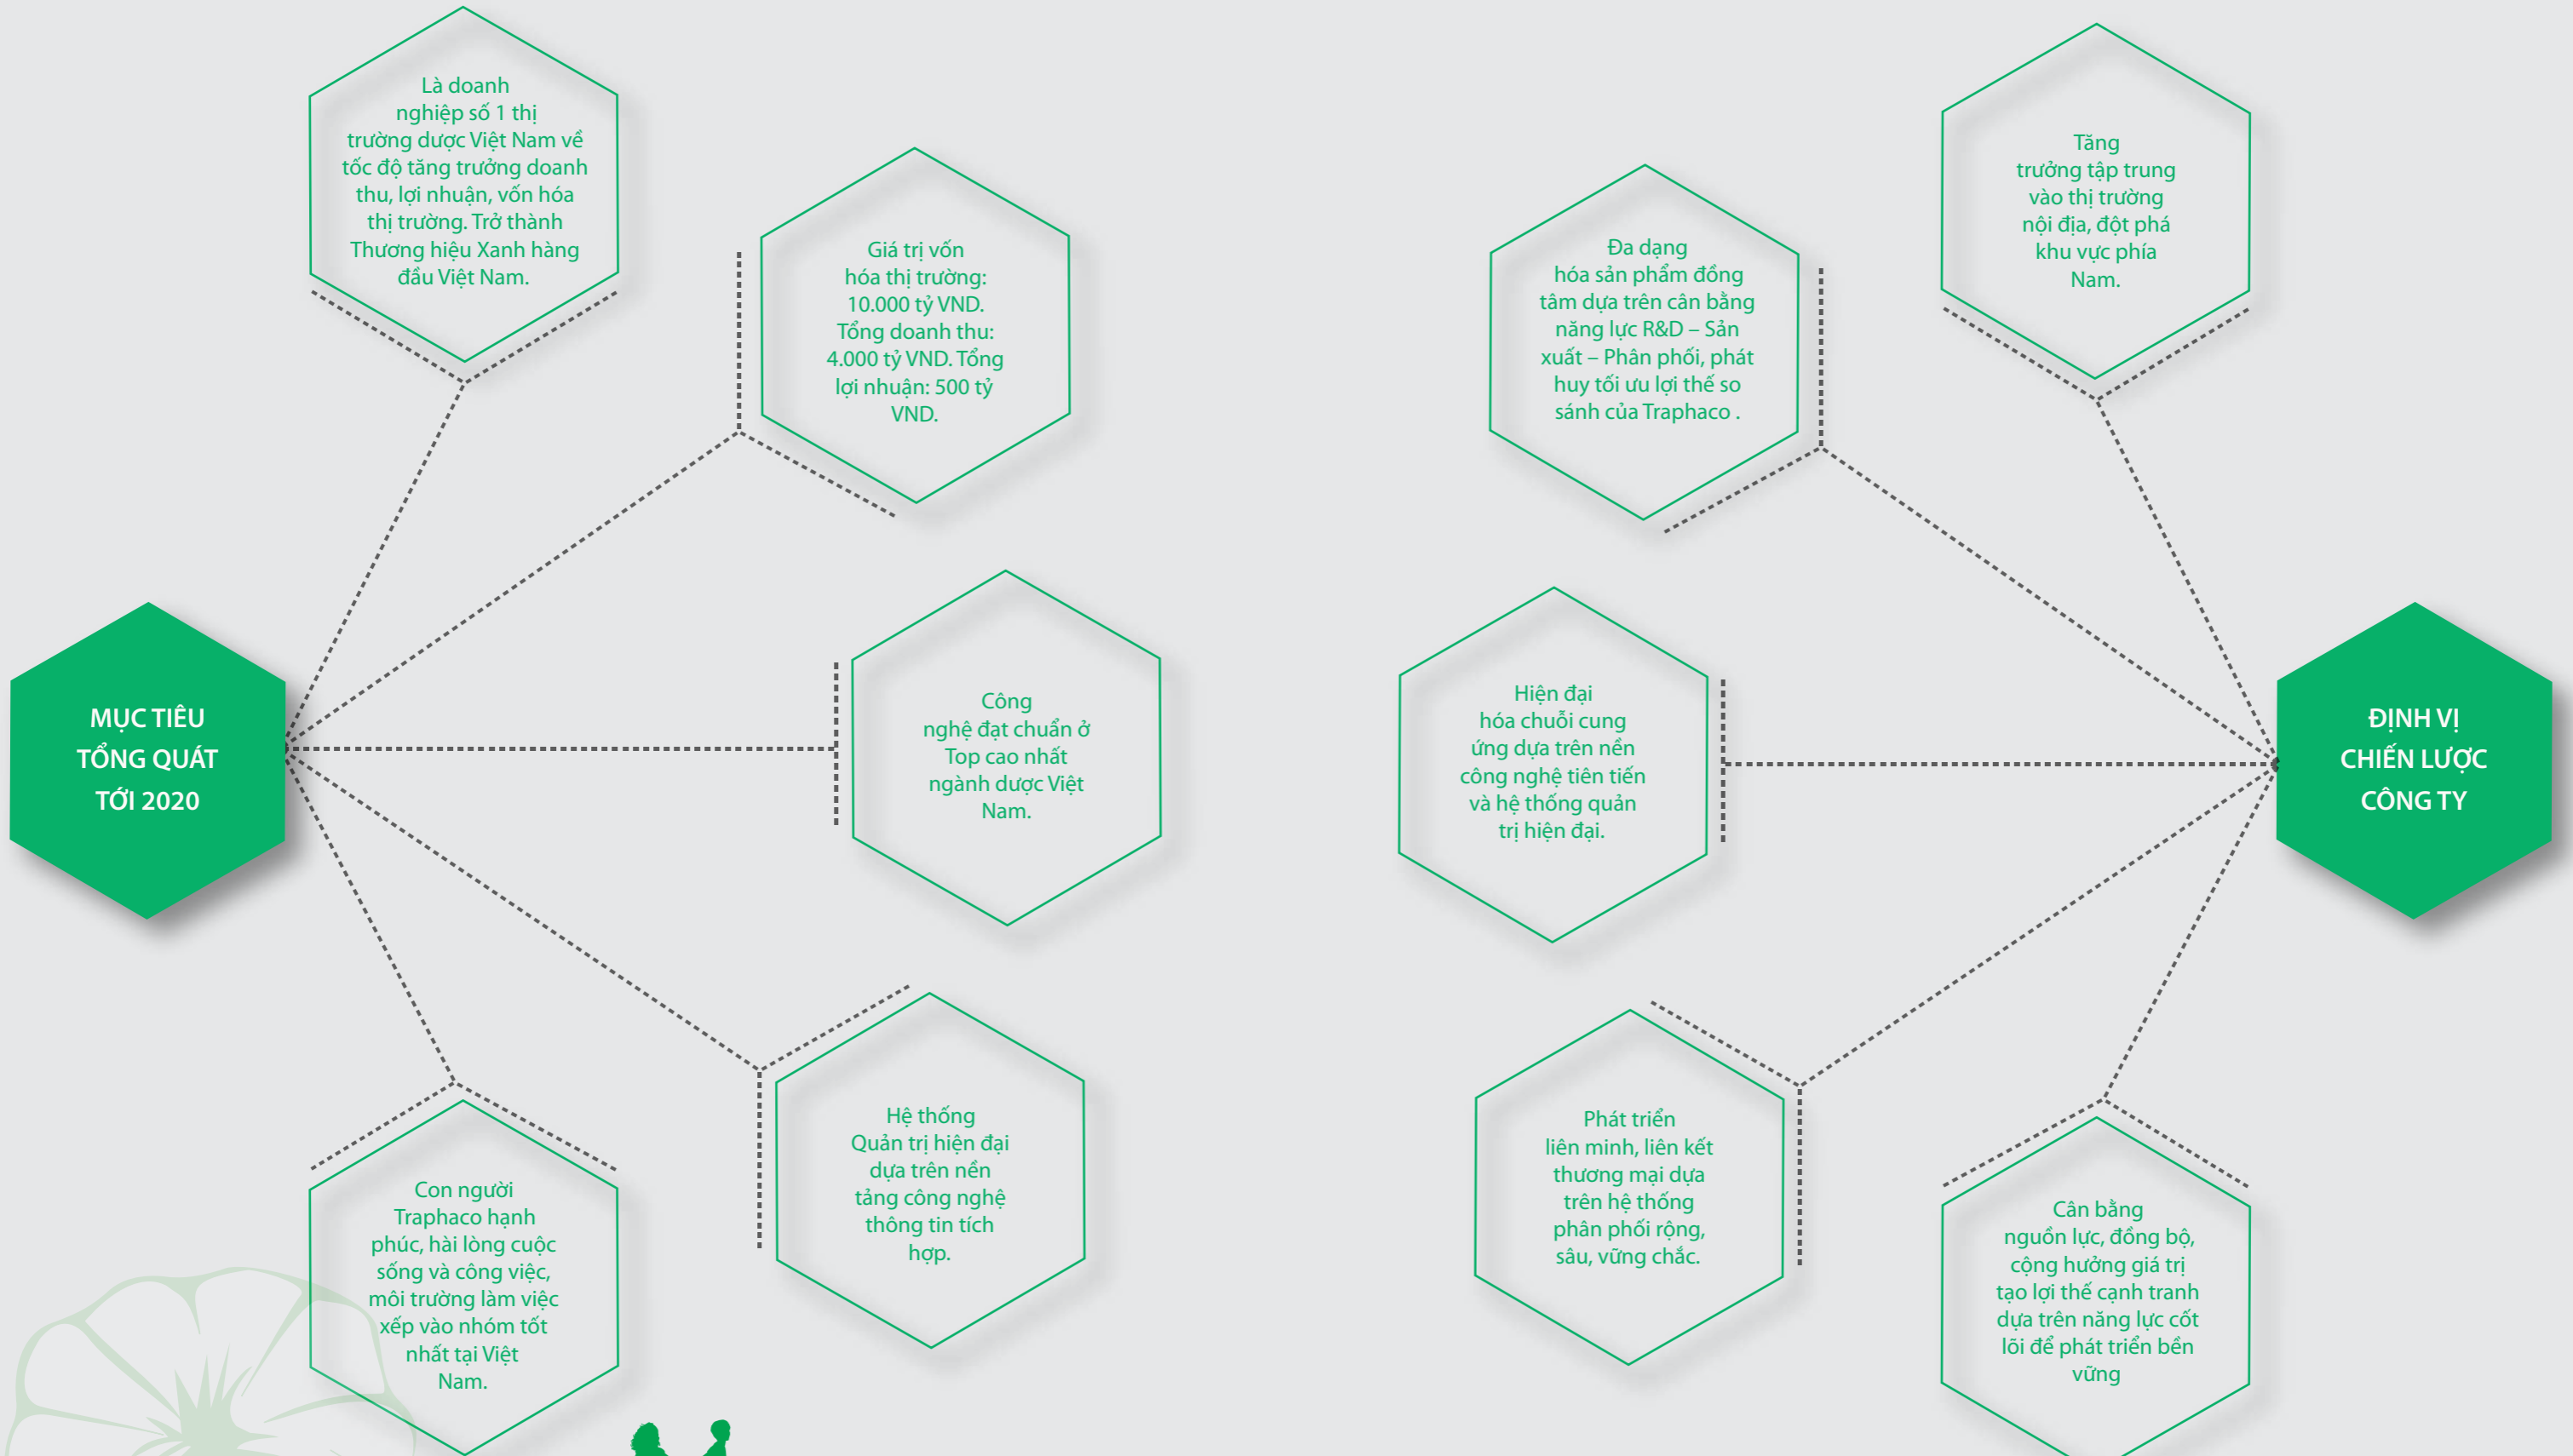 MỤC TIÊU
TỔNG QUÁT
TỚI 2020
Là doanh
nghiệp số 1 thị
trường dược Việt Nam về
tốc độ tăng trưởng doanh
thu, lợi nhuận, vốn hóa
thị trường. Trở thành
Thương hiệu Xanh hàng
đầu Việt Nam.
Giá trị vốn
hóa thị trường:
10.000 tỷ VND.
Tổng doanh thu:
4.000 tỷ VND. Tổng
lợi nhuận: 500 tỷ
VND.
Công
nghệ đạt chuẩn ở
Top cao nhất
ngành dược Việt
Nam.
Hệ thống
Quản trị hiện đại
dựa trên nền
tảng công nghệ
thông tin tích
hợp.
Con người
Traphaco hạnh
phúc, hài lòng cuộc
sống và công việc,
môi trường làm việc
xếp vào nhóm tốt
nhất tại Việt
Nam.
ĐỊNH VỊ
CHIẾN LƯỢC
CÔNG TY
Tăng
trưởng tập trung
vào thị trường
nội địa, đột phá
khu vực phía
Nam.
Đa dạng
hóa sản phẩm đồng
tâm dựa trên cân bằng
năng lực R&D – Sản
xuất – Phân phối, phát
huy tối ưu lợi thế so
sánh của Traphaco .
Hiện đại
hóa chuỗi cung
ứng dựa trên nền
công nghệ tiên tiến
và hệ thống quản
trị hiện đại.
Phát triển
liên minh, liên kết
thương mại dựa
trên hệ thống
phân phối rộng,
sâu, vững chắc.
Cân bằng
nguồn lực, đồng bộ,
cộng hưởng giá trị
tạo lợi thế cạnh tranh
dựa trên năng lực cốt
lõi để phát triển bền
vững